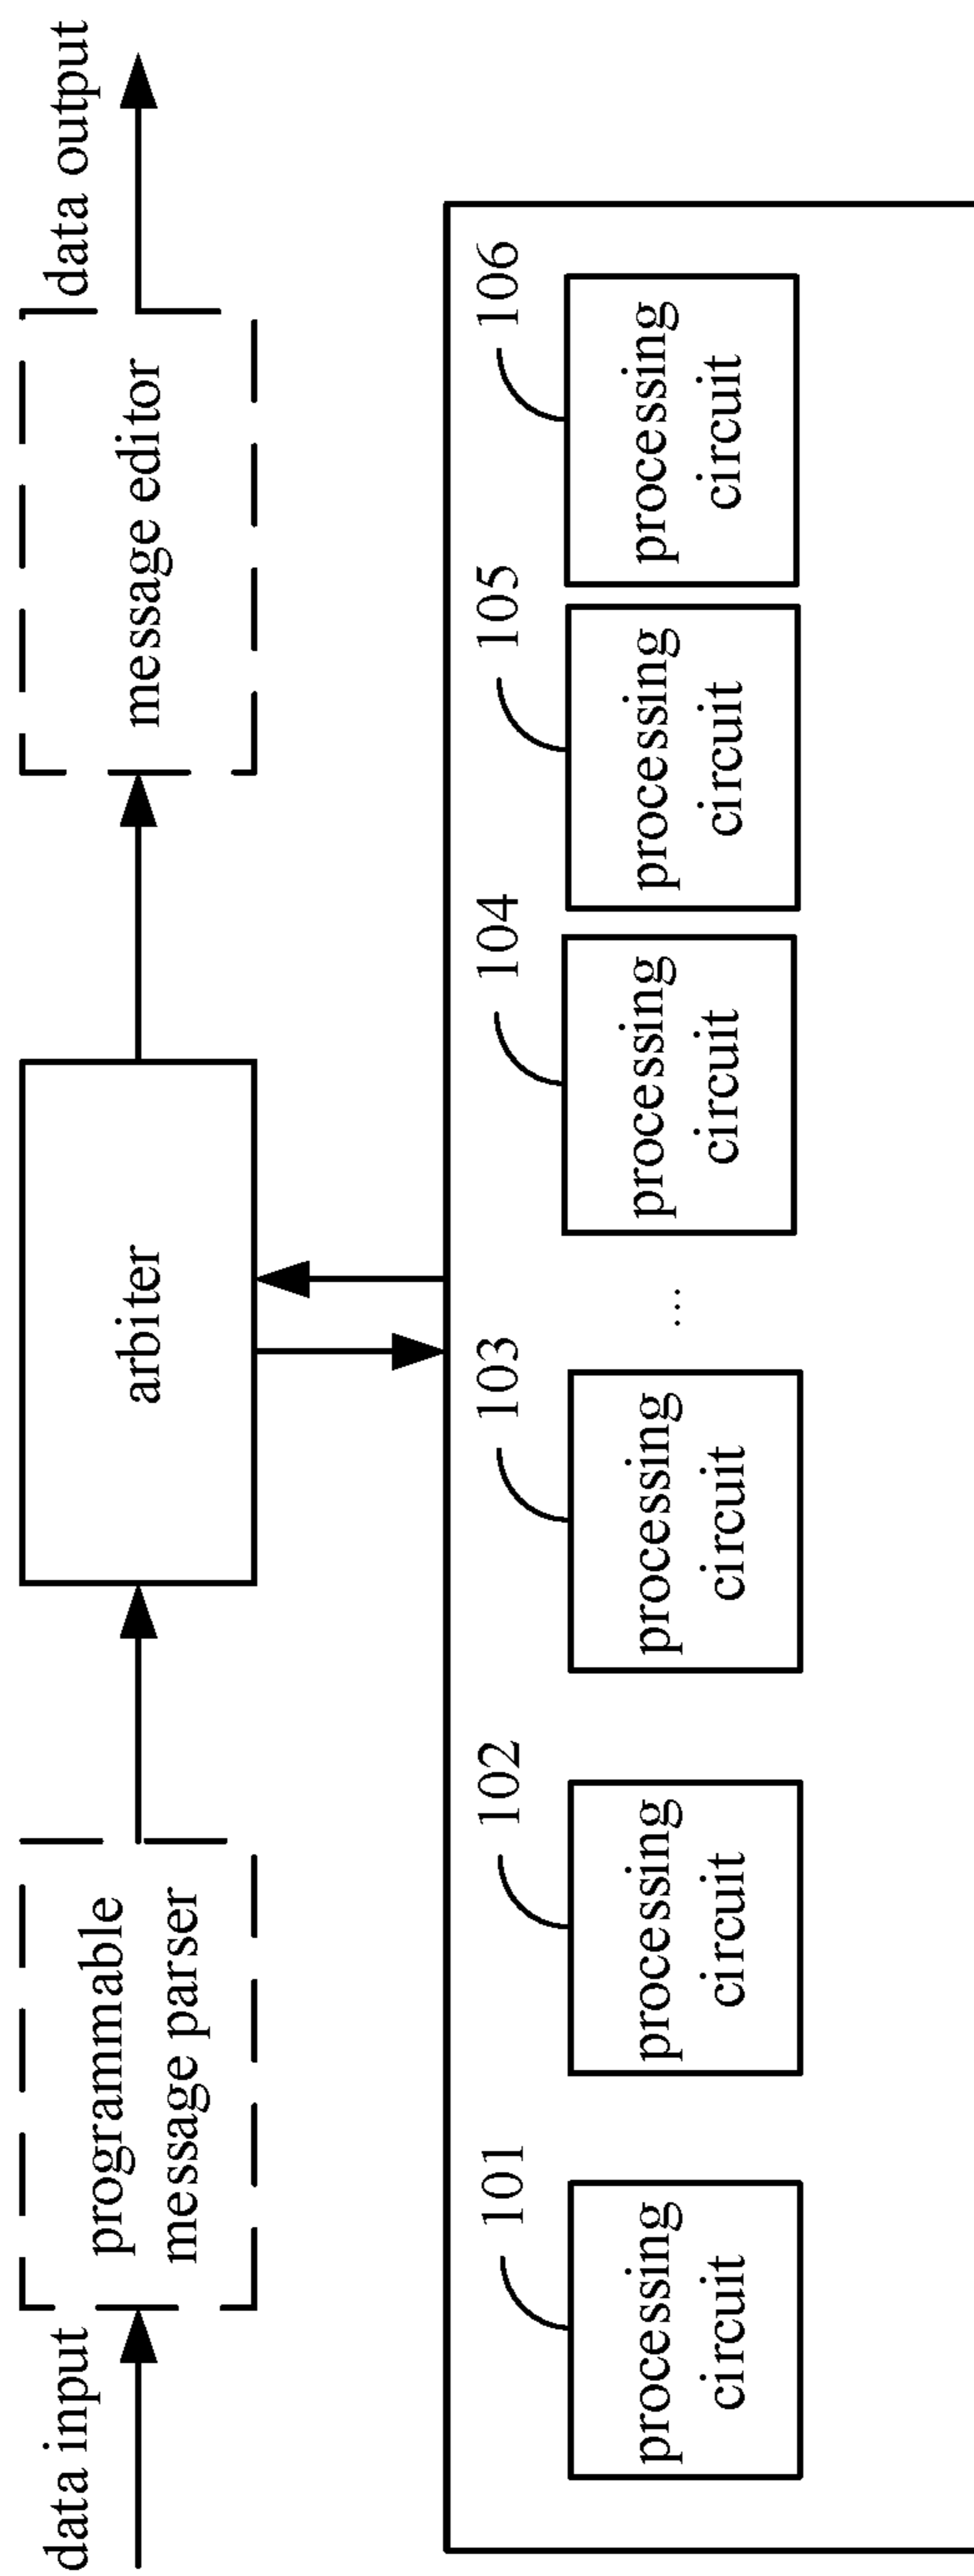 data input
programmable
message parser
arbiter
message editor
data output
101
102
103
104
105
106
processing
circuit
processing
circuit
processing
circuit
...
processing
circuit
processing
circuit
processing
circuit